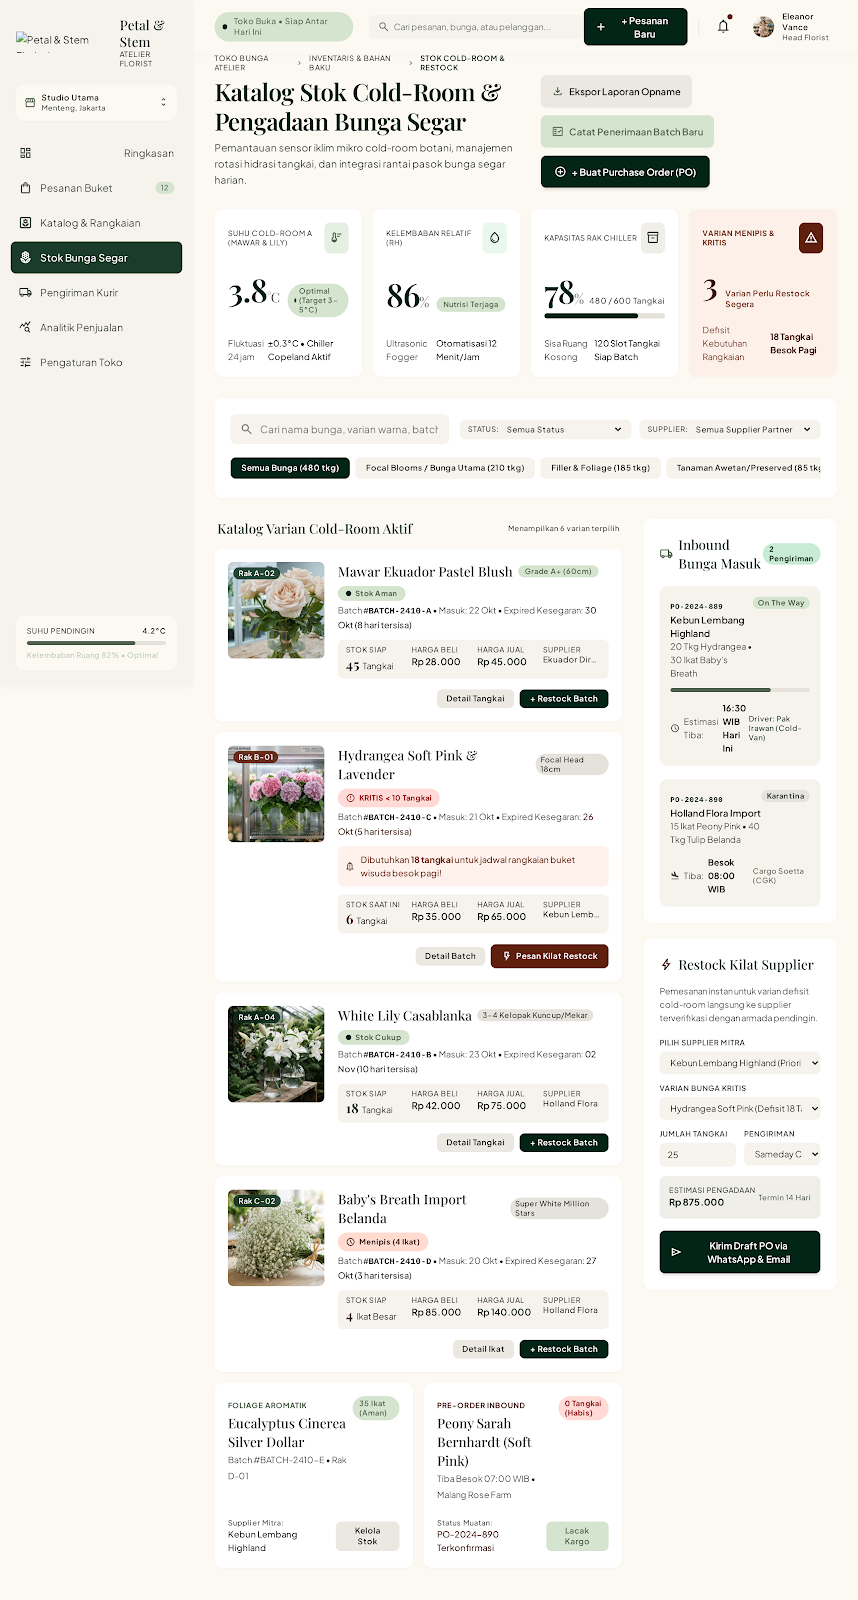 Petal & Stem
Petal &
Stem
ATELIER
FLORIST
Studio Utama
Menteng, Jakarta
Ringkasan
Pesanan Buket 12
Katalog & Rangkaian
Stok Bunga Segar
Pengiriman Kurir
Analitik Penjualan
Pengaturan Toko
SUHU PENDINGIN 4.2°C
Kelembaban Ruang 82% • Optimal
Toko Buka • Siap Antar
Hari Ini
Cari pesanan, bunga, atau pelanggan...
+ Pesanan
Baru
Eleanor
Vance
Head Florist
TOKO BUNGA
ATELIER
INVENTARIS & BAHAN
BAKU
STOK COLD-ROOM &
RESTOCK
Katalog Stok Cold-Room &
Pengadaan Bunga Segar
Pemantauan sensor iklim mikro cold-room botani, manajemen
rotasi hidrasi tangkai, dan integrasi rantai pasok bunga segar
harian.
Ekspor Laporan Opname
Catat Penerimaan Batch Baru
+ Buat Purchase Order (PO)
SUHU COLD-ROOM A
(MAWAR & LILY)
3.8°C
Optimal
(Target 3–
5°C)
Fluktuasi
24 jam
±0.3°C • Chiller
Copeland Aktif
KELEMBABAN RELATIF
(RH)
86%
Nutrisi Terjaga
Ultrasonic
Fogger
Otomatisasi 12
Menit/Jam
KAPASITAS RAK CHILLER
78% 480 / 600 Tangkai
Sisa Ruang
Kosong
120 Slot Tangkai
Siap Batch
VARIAN MENIPIS &
KRITIS
3 Varian Perlu Restock
Segera
Defisit
Kebutuhan
Rangkaian
18 Tangkai
Besok Pagi
Cari nama bunga, varian warna, batch
STATUS: Semua Status
SUPPLIER: Semua Supplier Partner
Semua Bunga (480 tkg)
Focal Blooms / Bunga Utama (210 tkg)
Filler & Foliage (185 tkg)
Tanaman Awetan/Preserved (85 tkg
Katalog Varian Cold-Room Aktif
Menampilkan 6 varian terpilih
Rak A-02
Mawar Ekuador Pastel Blush Grade A+ (60cm)
Stok Aman
Batch #BATCH-2410-A • Masuk: 22 Okt • Expired Kesegaran: 30
Okt (8 hari tersisa)
STOK SIAP HARGA BELI HARGA JUAL SUPPLIER
45 Tangkai Rp 28.000 Rp 45.000 Ekuador Dir...
Detail Tangkai + Restock Batch
Rak B-01
Hydrangea Soft Pink &
Lavender
Focal Head
18cm
KRITIS < 10 Tangkai
Batch #BATCH-2410-C • Masuk: 21 Okt • Expired Kesegaran: 26
Okt (5 hari tersisa)
Dibutuhkan 18 tangkai untuk jadwal rangkaian buket
wisuda besok pagi!
STOK SAAT INI HARGA BELI HARGA JUAL SUPPLIER
6 Tangkai Rp 35.000 Rp 65.000 Kebun Lemb...
Detail Batch Pesan Kilat Restock
Rak A-04
White Lily Casablanka 3-4 Kelopak Kuncup/Mekar
Stok Cukup
Batch #BATCH-2410-B • Masuk: 23 Okt • Expired Kesegaran: 02
Nov (10 hari tersisa)
STOK SIAP HARGA BELI HARGA JUAL SUPPLIER
18 Tangkai Rp 42.000 Rp 75.000 Holland Flora
Detail Tangkai + Restock Batch
Rak C-02
Baby's Breath Import
Belanda
Super White Million
Stars
Menipis (4 Ikat)
Batch #BATCH-2410-D • Masuk: 20 Okt • Expired Kesegaran: 27
Okt (3 hari tersisa)
STOK SIAP HARGA BELI HARGA JUAL SUPPLIER
4 Ikat Besar Rp 85.000 Rp 140.000 Holland Flora
Detail Ikat + Restock Batch
FOLIAGE AROMATIK
35 Ikat
(Aman)
Eucalyptus Cinerea
Silver Dollar
Batch #BATCH-2410-E • Rak
D-01
Supplier Mitra:
Kebun Lembang
Highland
Kelola
Stok
PRE-ORDER INBOUND
0 Tangkai
(Habis)
Peony Sarah
Bernhardt (Soft
Pink)
Tiba Besok 07:00 WIB •
Malang Rose Farm
Status Muatan:
PO-2024-890
Terkonfirmasi
Lacak
Kargo
Inbound
Bunga Masuk
2
Pengiriman
PO-2024-889 On The Way
Kebun Lembang
Highland
20 Tkg Hydrangea •
30 Ikat Baby's
Breath
Estimasi
Tiba:
16:30
WIB
Hari
Ini
Driver: Pak
Irawan (Cold-
Van)
PO-2024-890 Karantina
Holland Flora Import
15 Ikat Peony Pink • 40
Tkg Tulip Belanda
Tiba:
Besok
08:00
WIB
Cargo Soetta
(CGK)
Restock Kilat Supplier
Pemesanan instan untuk varian defisit
cold-room langsung ke supplier
terverifikasi dengan armada pendingin.
PILIH SUPPLIER MITRA
Kebun Lembang Highland (Priori
VARIAN BUNGA KRITIS
Hydrangea Soft Pink (Defisit 18 T
JUMLAH TANGKAI PENGIRIMAN
25 Sameday C
ESTIMASI PENGADAAN
Rp 875.000
Termin 14 Hari
Kirim Draft PO via
WhatsApp & Email